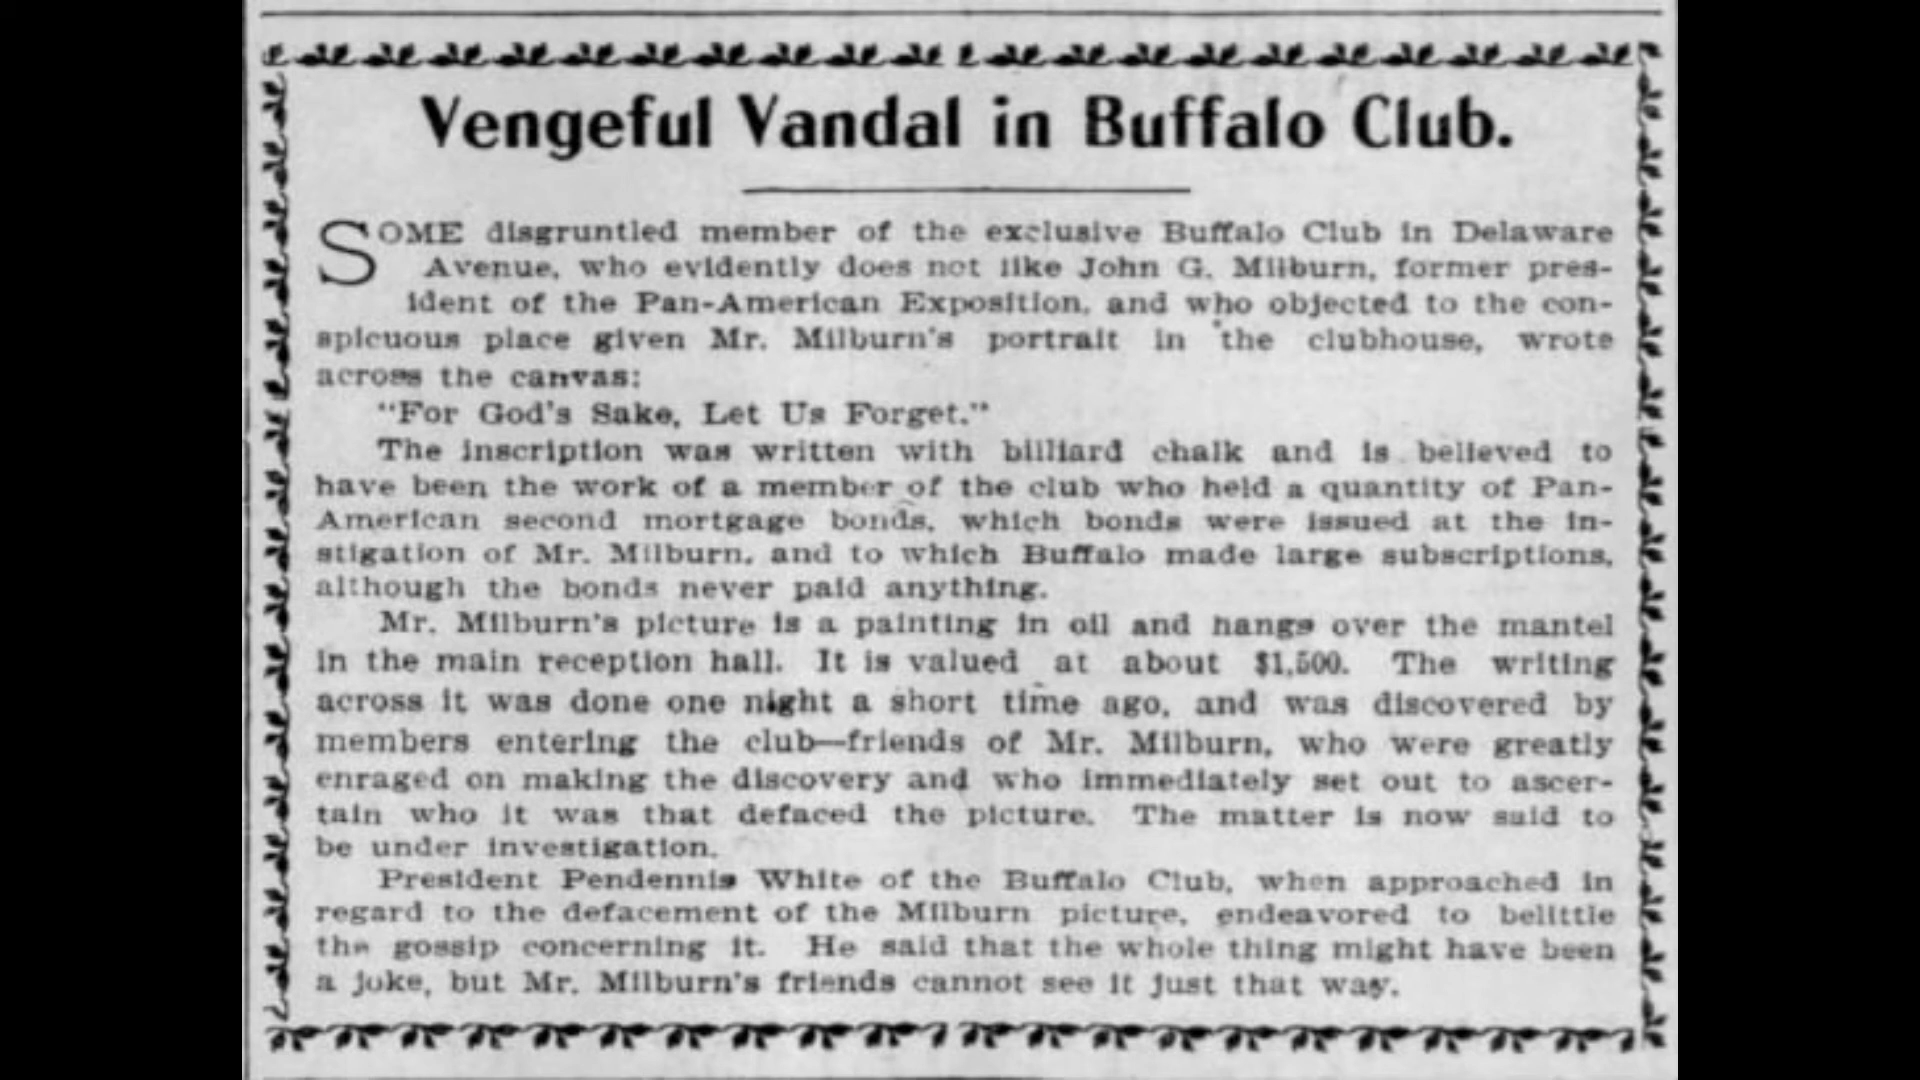 Vengeful Vandal in Buffalo Club.
SOME disgruntled member of the exclusive Buffalo Club in Delaware
Avenue, who evidently does not like John G. Milburn, former pres-
ident of the Pan-American Exposition, and who objected to the con-
spicuous place given Mr. Milburn's portrait in the clubhouse, wrote
across the canvas:
"For God's Sake, Let Us Forget."
The inscription was written with billiard chalk and is believed to
have been the work of a member of the club who held a quantity of Pan-
American second mortgage bonds, which bonds were issued at the in-
stigation of Mr. Milburn, and to which Buffalo made large subscriptions,
although the bonds never paid anything.
Mr. Milburn's picture is a painting in oil and hangs over the mantel
in the main reception hall. It is valued at about $1,500. The writing
across it was done one night a short time ago, and was discovered by
members entering the club—friends of Mr. Milburn, who were greatly
enraged on making the discovery and who immediately set out to ascer-
tain who it was that defaced the picture. The matter is now said to
be under investigation.
President Pendennis White of the Buffalo Club, when approached in
regard to the defacement of the Milburn picture, endeavored to belittle
the gossip concerning it. He said that the whole thing might have been
a joke, but Mr. Milburn's friends cannot see it just that way.